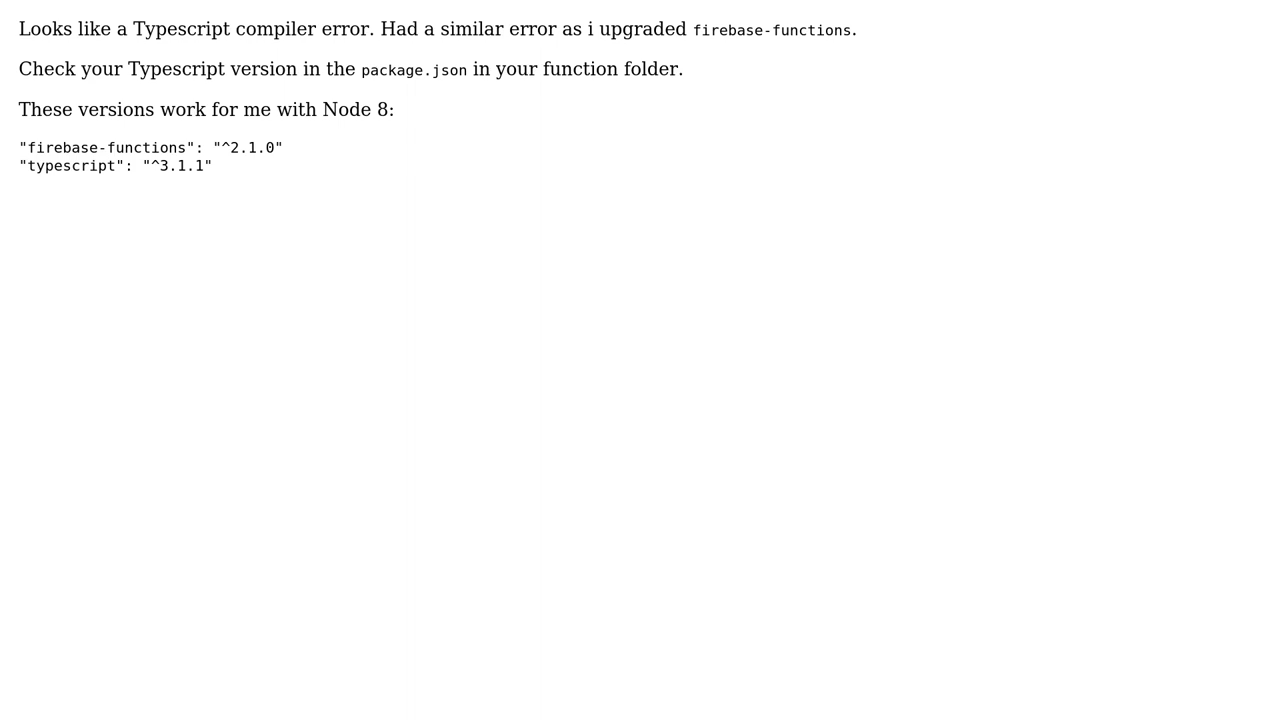 Looks like a Typescript compiler error. Had a similar error as i upgraded firebase-functions.
Check your Typescript version in the package.json in your function folder.
These versions work for me with Node 8:
"firebase-functions": "^2.1.0"
"typescript": "^3.1.1"